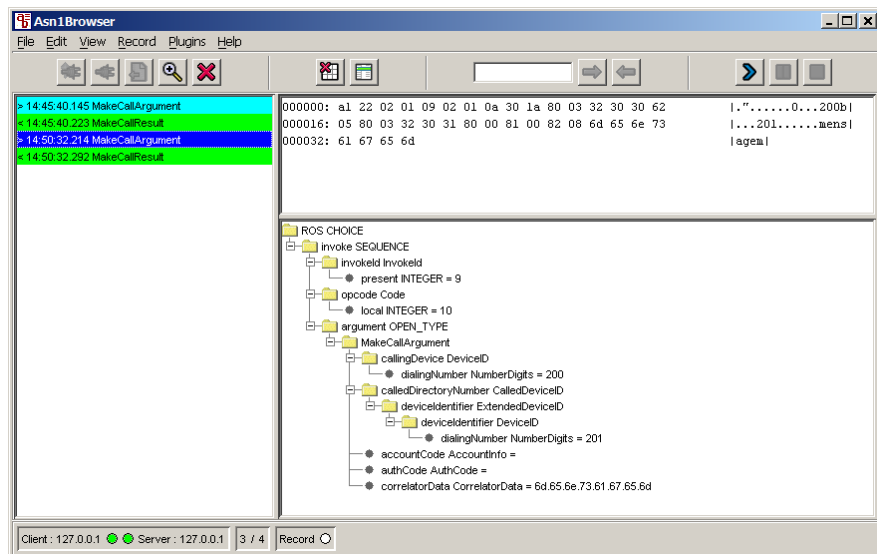 Asn1Browser
File Edit View Record Plugins Help
> 14:45:40.145 MakeCallArgument
< 14:45:40.223 MakeCallResult
> 14:50:32.214 MakeCallArgument
< 14:50:32.292 MakeCallResult
000000: a1 22 02 01 09 02 01 0a 30 1a 80 03 32 30 30 62 |."......0...200b|
000016: 05 80 03 32 30 31 80 00 81 00 82 08 6d 65 6e 73 |...201......mens|
000032: 61 67 65 6d |agem|
ROS CHOICE
invoke SEQUENCE
invokeId InvokeId
present INTEGER = 9
opcode Code
local INTEGER = 10
argument OPEN_TYPE
MakeCallArgument
callingDevice DeviceID
dialingNumber NumberDigits = 200
calledDirectoryNumber CalledDeviceID
deviceIdentifier ExtendedDeviceID
deviceIdentifier DeviceID
dialingNumber NumberDigits = 201
accountCode AccountInfo =
authCode AuthCode =
correlatorData CorrelatorData = 6d.65.6e.73.61.67.65.6d
Client : 127.0.0.1 Server : 127.0.0.1 3 / 4 Record